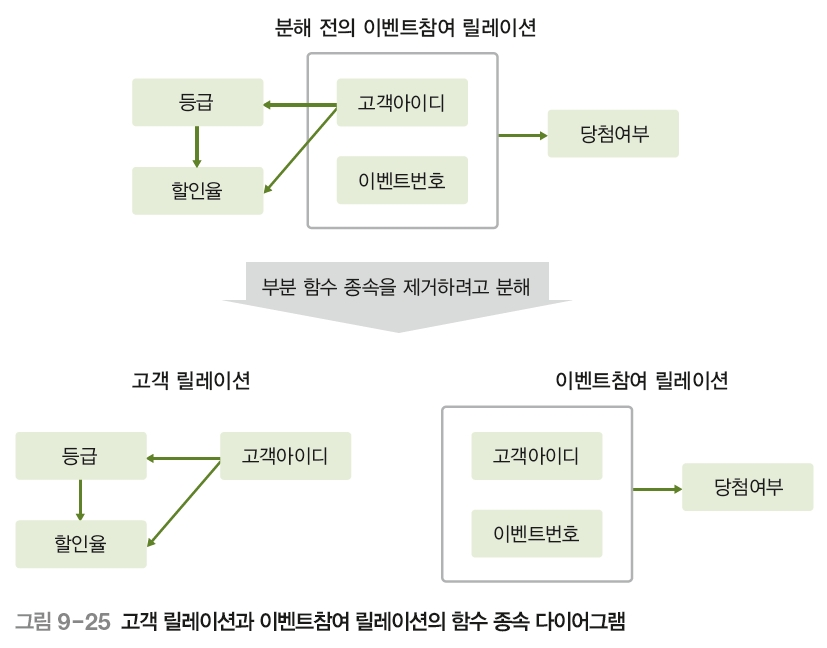 분해 전의 이벤트참여 릴레이션
등급
고객아이디
당첨여부
할인율
이벤트번호
부분 함수 종속을 제거하려고 분해
고객 릴레이션
이벤트참여 릴레이션
등급
고객아이디
할인율
고객아이디
당첨여부
이벤트번호
그림 9-25 고객 릴레이션과 이벤트참여 릴레이션의 함수 종속 다이어그램